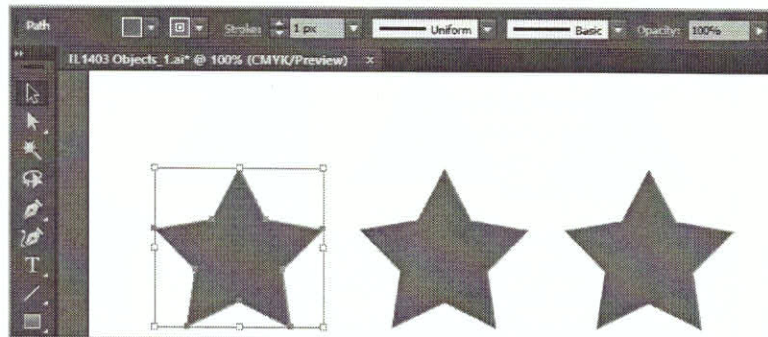 Path Stroke: 1 px Uniform Basic Opacity: 100%
IL1403 Objects_1.ai* @ 100% (CMYK/Preview) ×
T